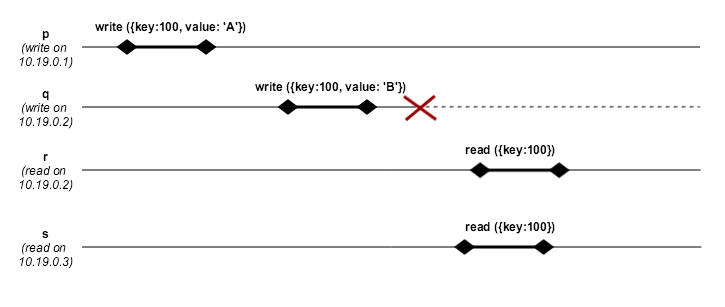 write ({key:100, value: 'A'})
p
(write on
10.19.0.1)
write ({key:100, value: 'B'})
q
(write on
10.19.0.2)
read ({key:100})
r
(read on
10.19.0.2)
read ({key:100})
s
(read on
10.19.0.3)